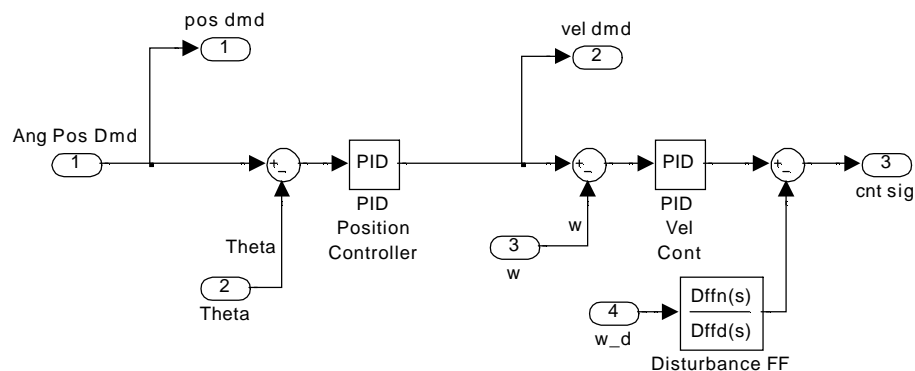 pos dmd
1
vel dmd
2
Ang Pos Dmd
1
+
−
PID
PID
Position
Controller
+
−
PID
PID
Vel
Cont
+
−
3
cnt sig
Theta
2
Theta
w
3
w
4
w_d
Dffn(s)
Dffd(s)
Disturbance FF